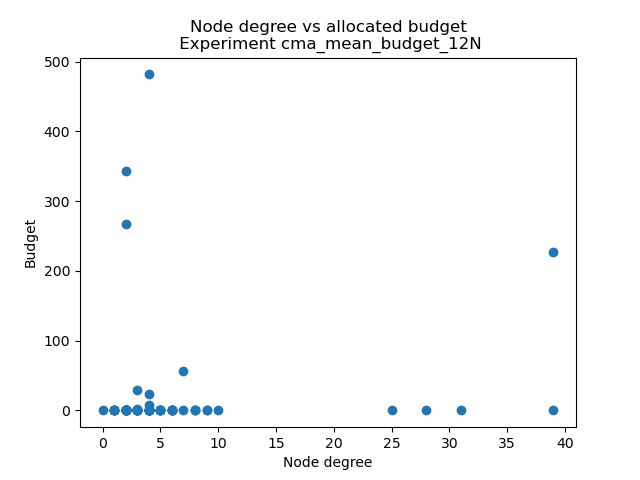 Node degree vs allocated budget
Experiment cma_mean_budget_12N
500
400
300
200
100
0
Budget
0 5 10 15 20 25 30 35 40
Node degree